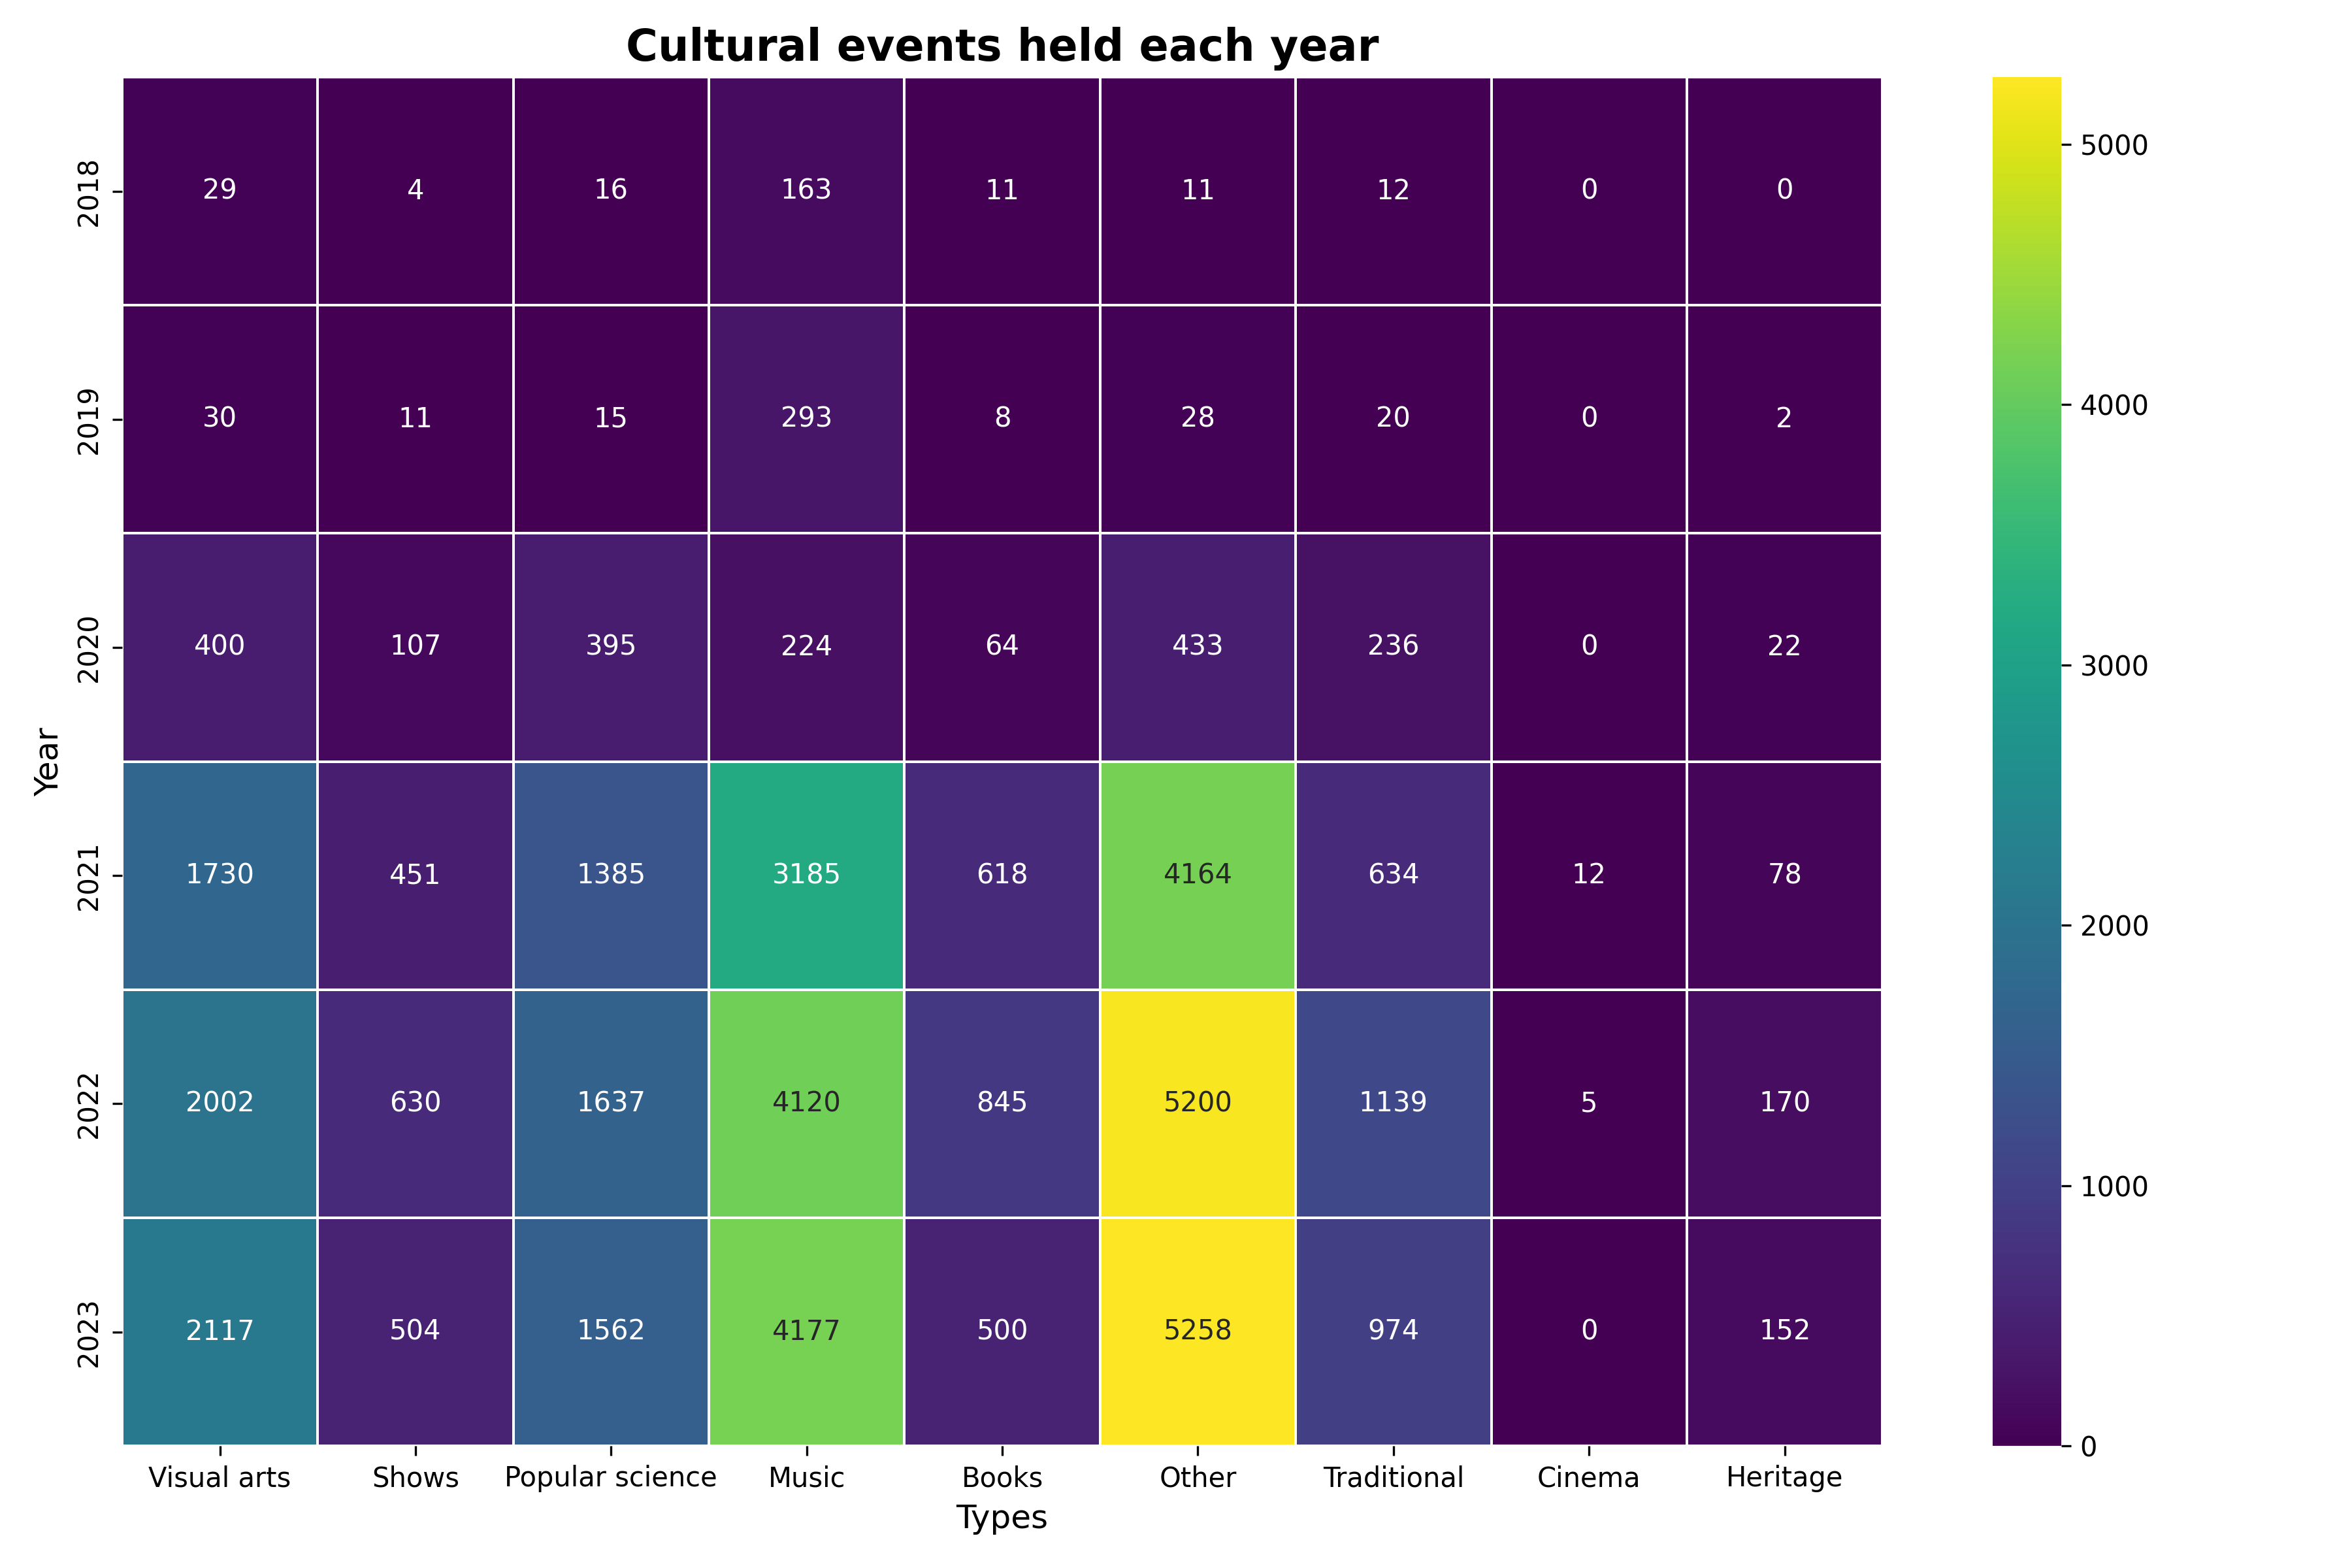 Cultural events held each year
2018 29 4 16 163 11 11 12 0 0
2019 30 11 15 293 8 28 20 0 2
2020 400 107 395 224 64 433 236 0 22
2021 1730 451 1385 3185 618 4164 634 12 78
2022 2002 630 1637 4120 845 5200 1139 5 170
2023 2117 504 1562 4177 500 5258 974 0 152
Year
Visual arts Shows Popular science Music Books Other Traditional Cinema Heritage
Types
5000
4000
3000
2000
1000
0